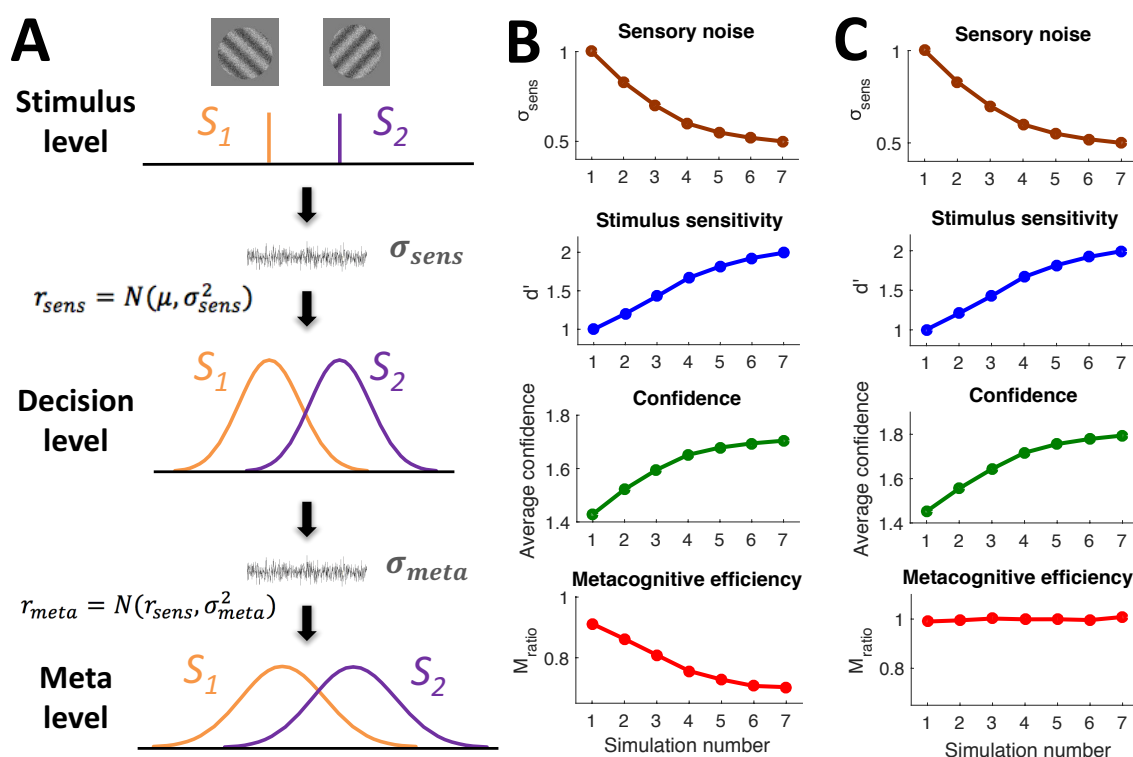 A
Stimulus
level
S1
S2
σsens
rsens = N(μ, σ²sens)
Decision
level
S1
S2
σmeta
rmeta = N(rsens, σ²meta)
Meta
level
S1
S2
B
Sensory noise
σsens
1
0.5
1 2 3 4 5 6 7
Stimulus sensitivity
d'
2
1.5
1
1 2 3 4 5 6 7
Confidence
Average confidence
1.8
1.6
1.4
1 2 3 4 5 6 7
Metacognitive efficiency
Mratio
1
0.8
1 2 3 4 5 6 7
Simulation number
C
Sensory noise
σsens
1
0.5
1 2 3 4 5 6 7
Stimulus sensitivity
d'
2
1.5
1
1 2 3 4 5 6 7
Confidence
Average confidence
1.8
1.6
1.4
1 2 3 4 5 6 7
Metacognitive efficiency
Mratio
1
0.8
1 2 3 4 5 6 7
Simulation number